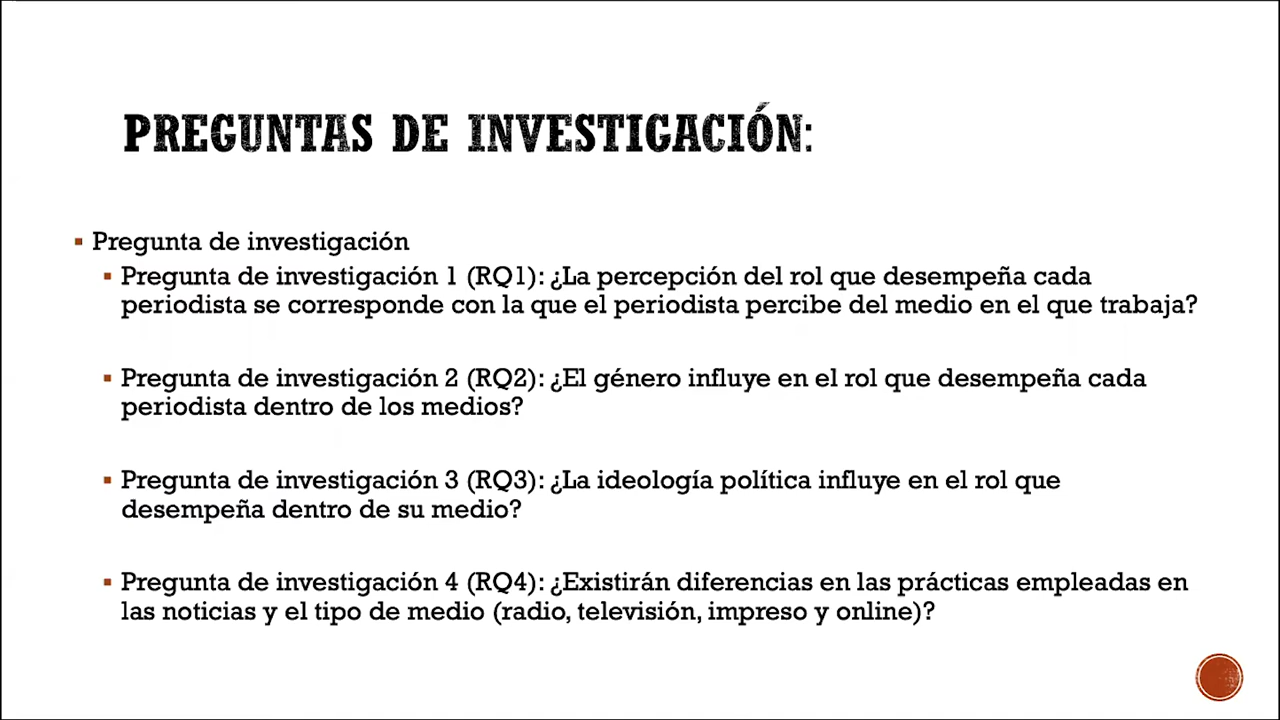 PREGUNTAS DE INVESTIGACIÓN:
Pregunta de investigación
Pregunta de investigación 1 (RQ1): ¿La percepción del rol que desempeña cada
periodista se corresponde con la que el periodista percibe del medio en el que trabaja?
Pregunta de investigación 2 (RQ2): ¿El género influye en el rol que desempeña cada
periodista dentro de los medios?
Pregunta de investigación 3 (RQ3): ¿La ideología política influye en el rol que
desempeña dentro de su medio?
Pregunta de investigación 4 (RQ4): ¿Existirán diferencias en las prácticas empleadas en
las noticias y el tipo de medio (radio, televisión, impreso y online)?